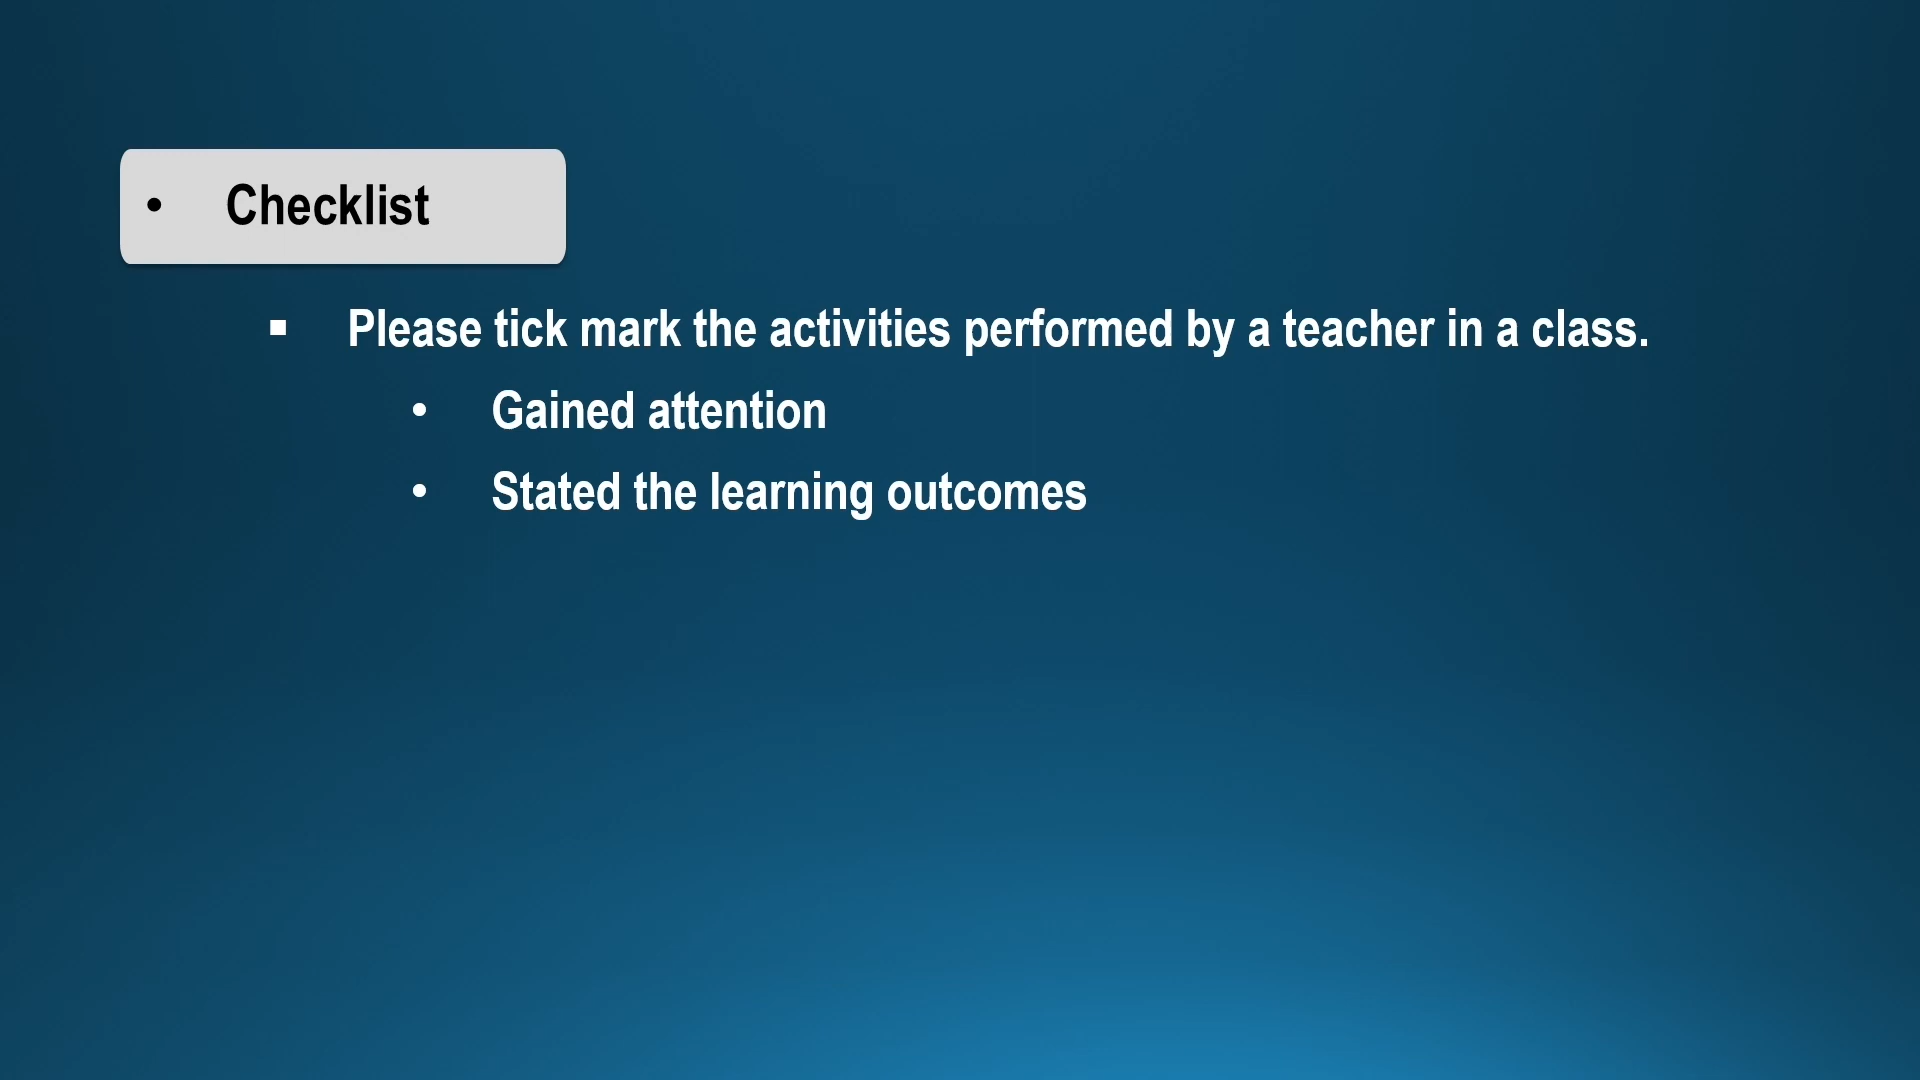 • Checklist
▪ Please tick mark the activities performed by a teacher in a class.
• Gained attention
• Stated the learning outcomes